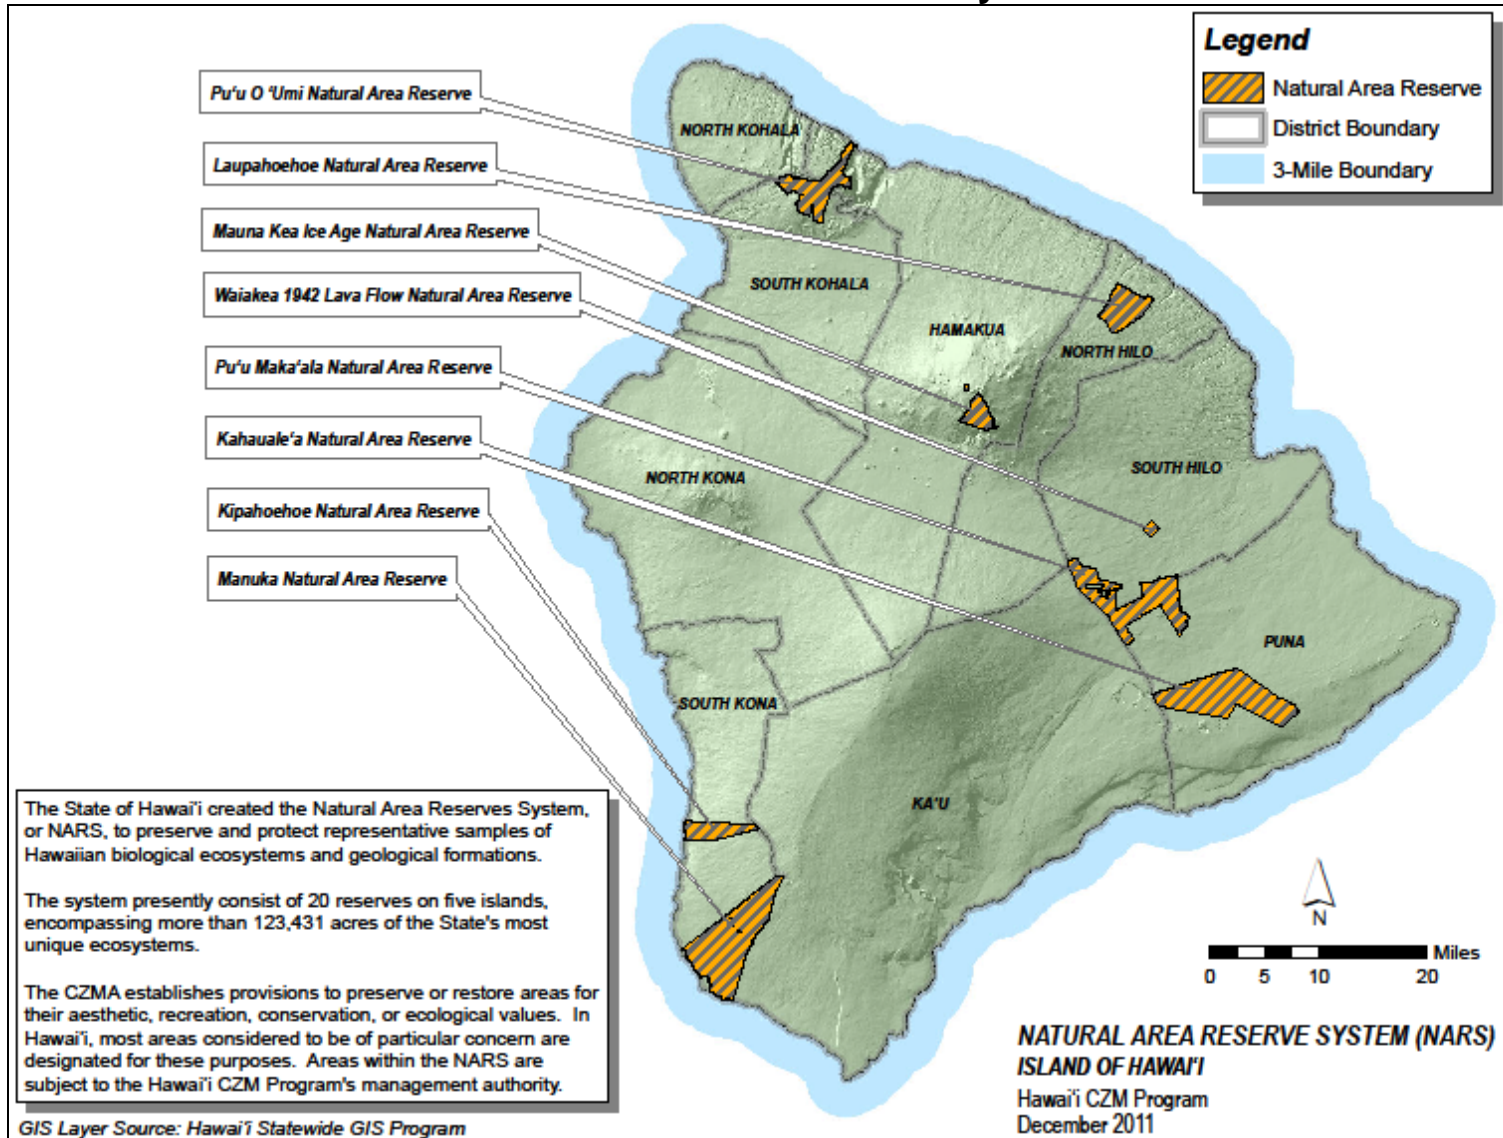 Pu'u O 'Umi Natural Area Reserve
Laupahoehoe Natural Area Reserve
Mauna Kea Ice Age Natural Area Reserve
Waiakea 1942 Lava Flow Natural Area Reserve
Pu'u Maka'ala Natural Area Reserve
Kahauale'a Natural Area Reserve
Kipahoehoe Natural Area Reserve
Manuka Natural Area Reserve
Legend
Natural Area Reserve
District Boundary
3-Mile Boundary
NORTH KOHALA
SOUTH KOHALA
HAMAKUA
NORTH HILO
SOUTH HILO
NORTH KONA
PUNA
SOUTH KONA
KA'U
The State of Hawai'i created the Natural Area Reserves System,
or NARS, to preserve and protect representative samples of
Hawaiian biological ecosystems and geological formations.
The system presently consist of 20 reserves on five islands,
encompassing more than 123,431 acres of the State's most
unique ecosystems.
The CZMA establishes provisions to preserve or restore areas for
their aesthetic, recreation, conservation, or ecological values. In
Hawai'i, most areas considered to be of particular concern are
designated for these purposes. Areas within the NARS are
subject to the Hawai'i CZM Program's management authority.
GIS Layer Source: Hawai'i Statewide GIS Program
N
Miles
0 5 10 20
NATURAL AREA RESERVE SYSTEM (NARS)
ISLAND OF HAWAI'I
Hawai'i CZM Program
December 2011